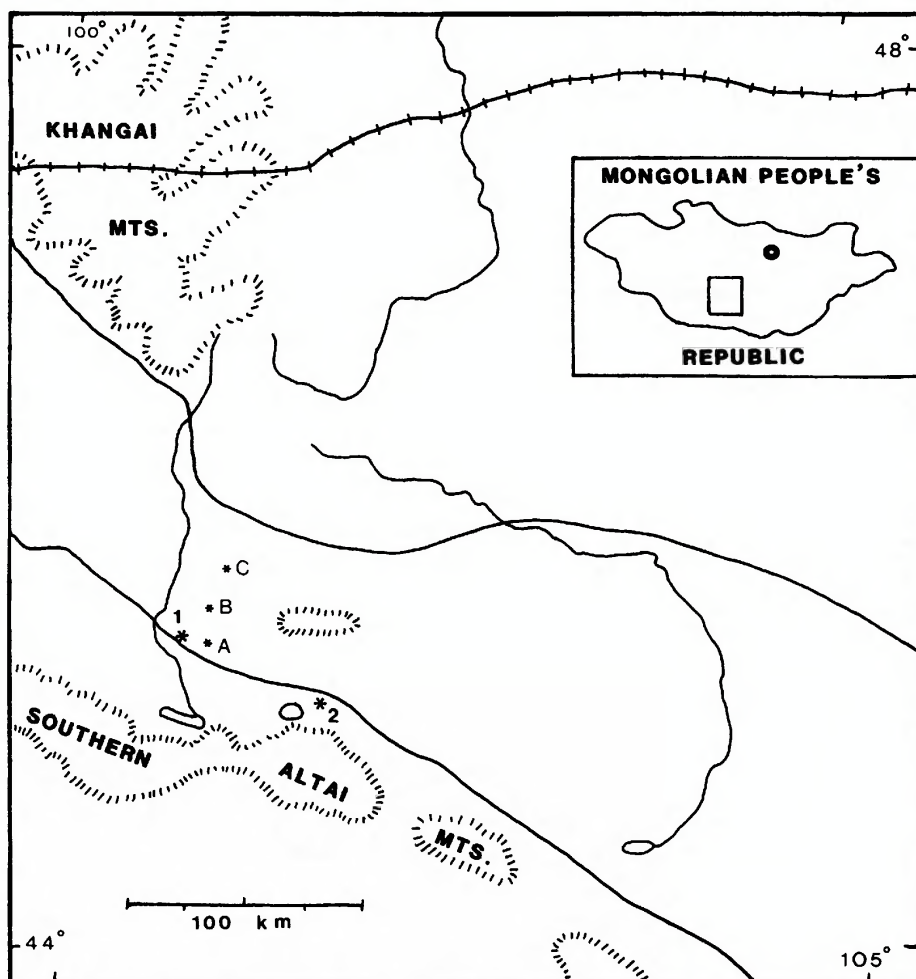 100°
48°
KHANGAI
MTS.
MONGOLIAN PEOPLE'S
REPUBLIC
C
B
1
A
2
SOUTHERN
ALTAI
MTS.
100 km
44°
105°